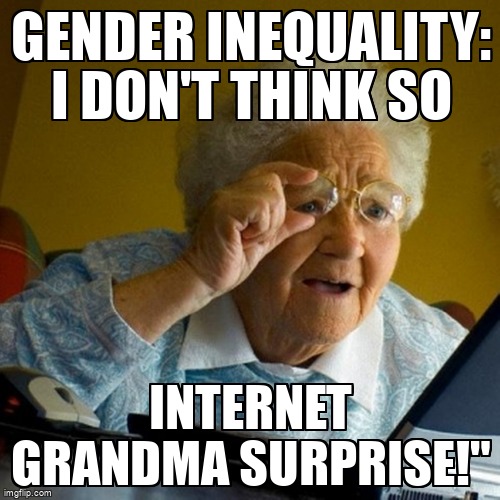 GENDER INEQUALITY:
I DON'T THINK SO
INTERNET
GRANDMA SURPRISE!"
imgflip.com